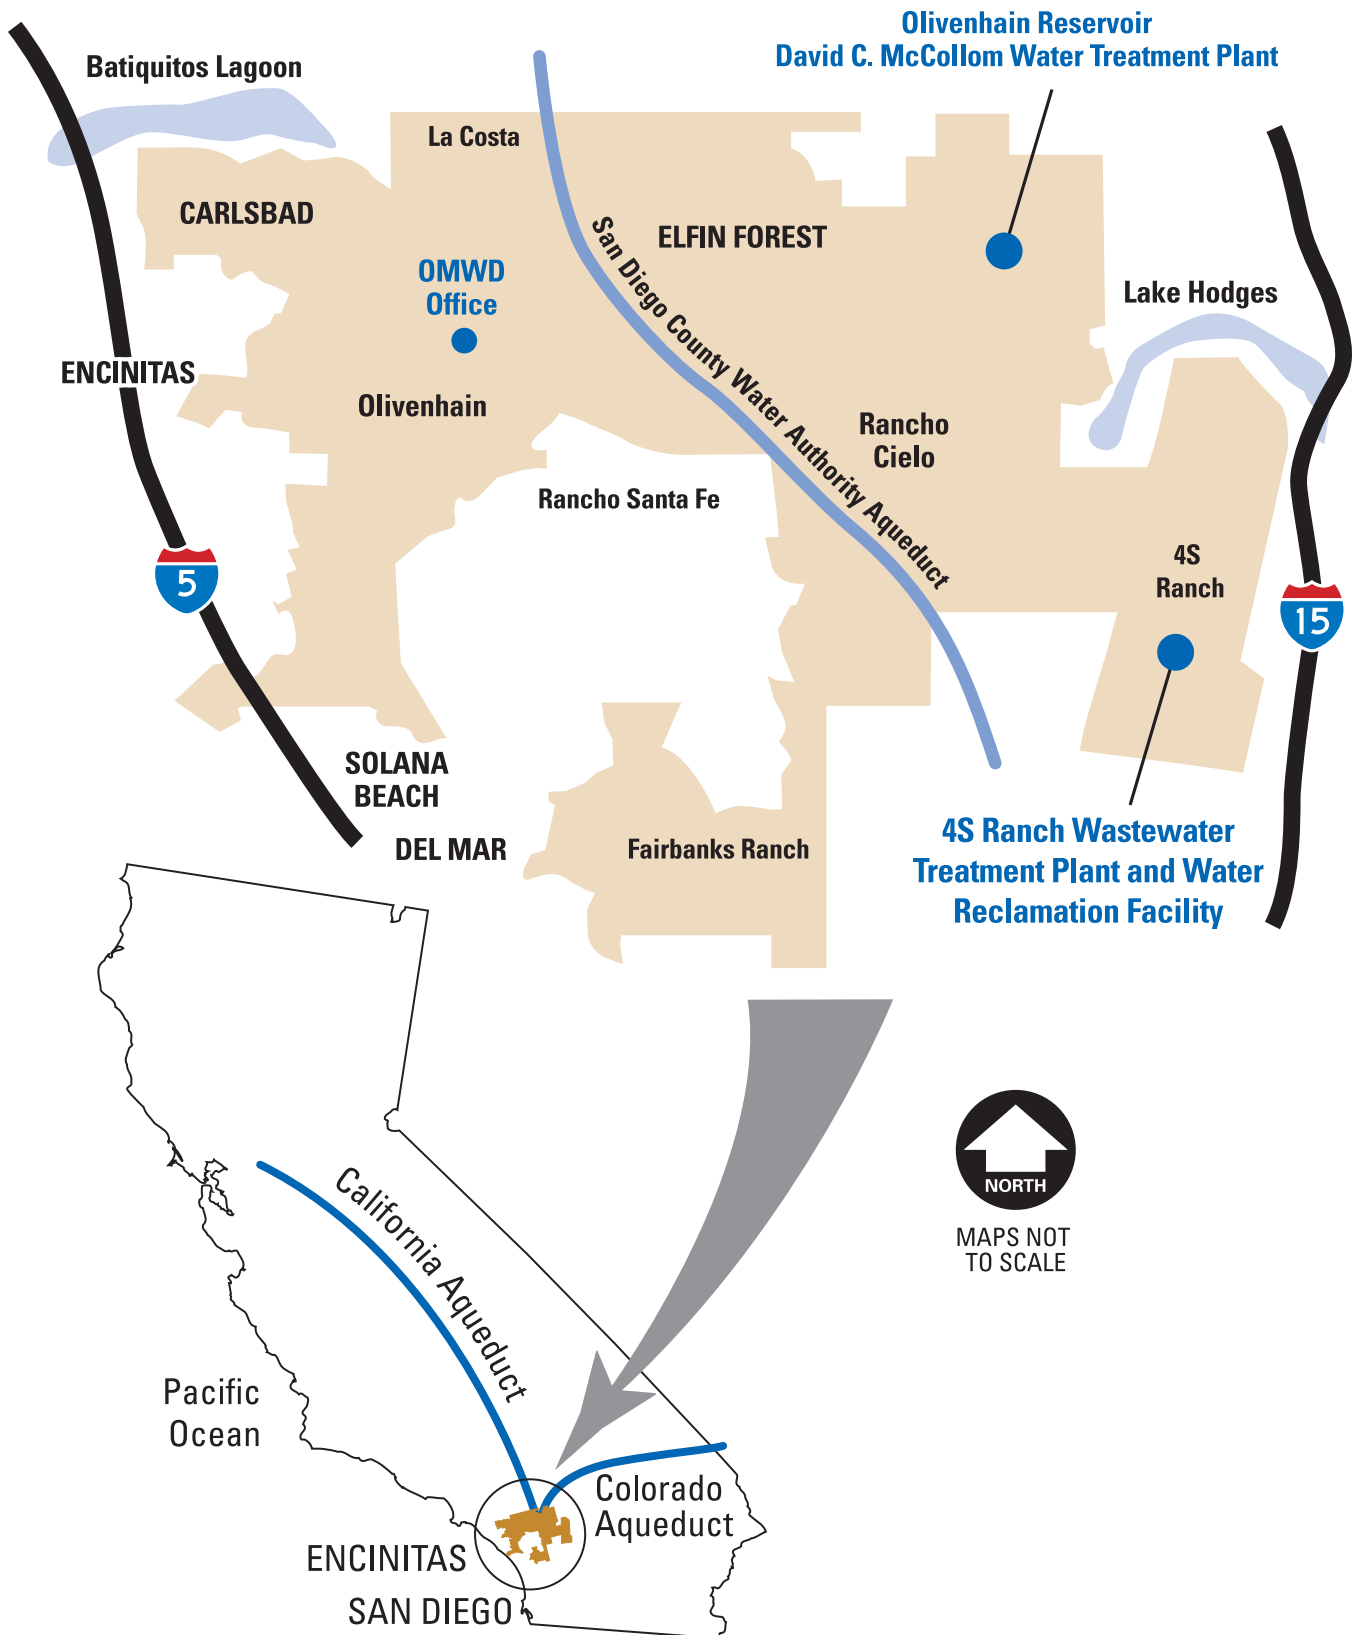 Olivenhain Reservoir
David C. McCollom Water Treatment Plant
Batiquitos Lagoon
La Costa
CARLSBAD
ELFIN FOREST
OMWD
Office
San Diego County Water Authority Aqueduct
Lake Hodges
ENCINITAS
Olivenhain
Rancho
Cielo
Rancho Santa Fe
4S
Ranch
5
15
SOLANA
BEACH
DEL MAR
Fairbanks Ranch
4S Ranch Wastewater
Treatment Plant and Water
Reclamation Facility
NORTH
MAPS NOT
TO SCALE
California Aqueduct
Pacific
Ocean
Colorado
Aqueduct
ENCINITAS
SAN DIEGO